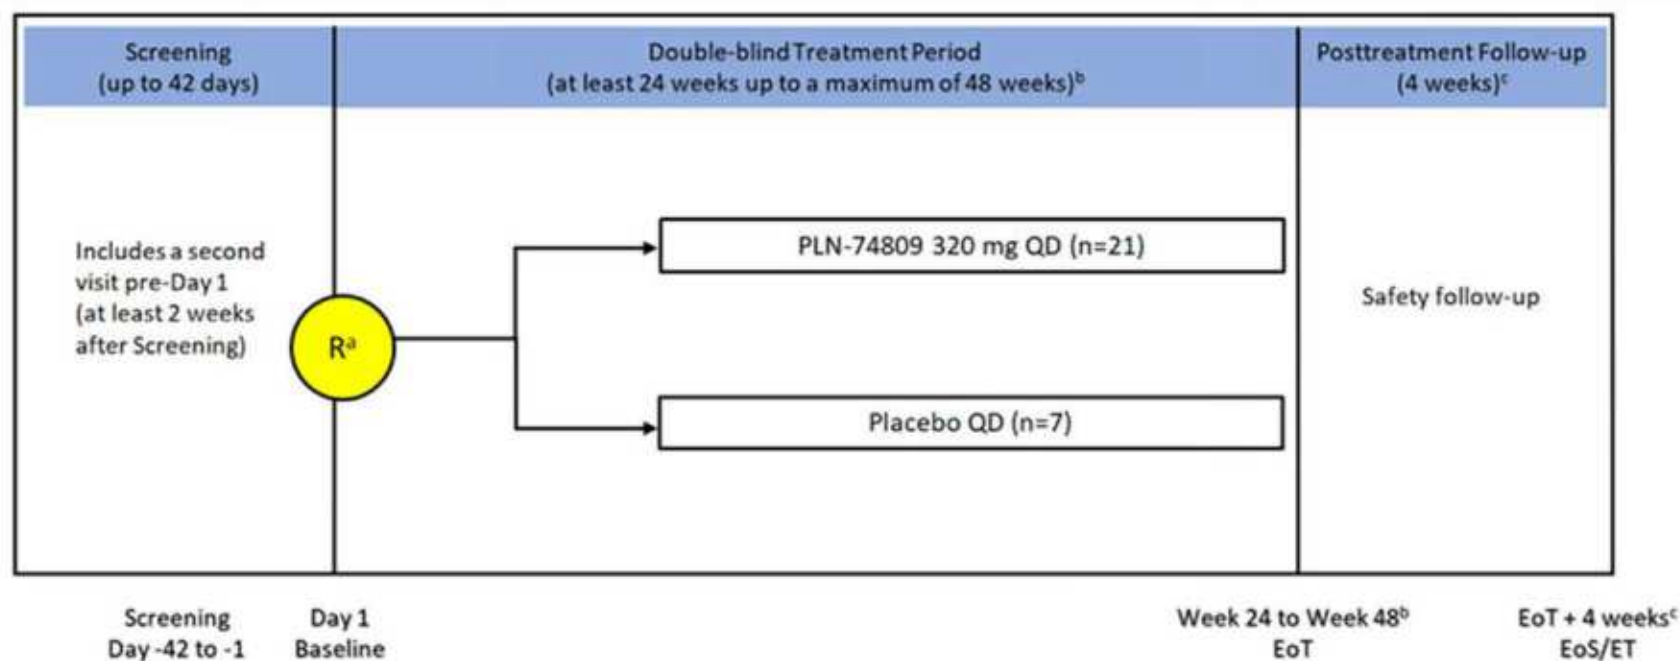 Screening
(up to 42 days)
Double-blind Treatment Period
(at least 24 weeks up to a maximum of 48 weeks)ᵇ
Posttreatment Follow-up
(4 weeks)ᶜ
Includes a second
visit pre-Day 1
(at least 2 weeks
after Screening)
Rᵃ
PLN-74809 320 mg QD (n=21)
Placebo QD (n=7)
Safety follow-up
Screening
Day -42 to -1
Day 1
Baseline
Week 24 to Week 48ᵇ
EoT
EoT + 4 weeksᶜ
EoS/ET